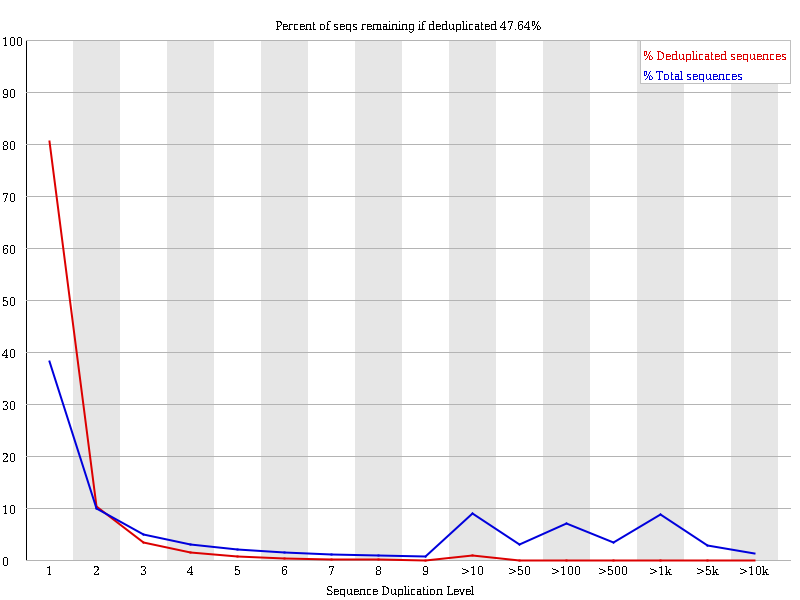 Percent of seqs remaining if deduplicated 47.64%
% Deduplicated sequences
% Total sequences
100
90
80
70
60
50
40
30
20
10
0
1 2 3 4 5 6 7 8 9 >10 >50 >100 >500 >1k >5k >10k
Sequence Duplication Level